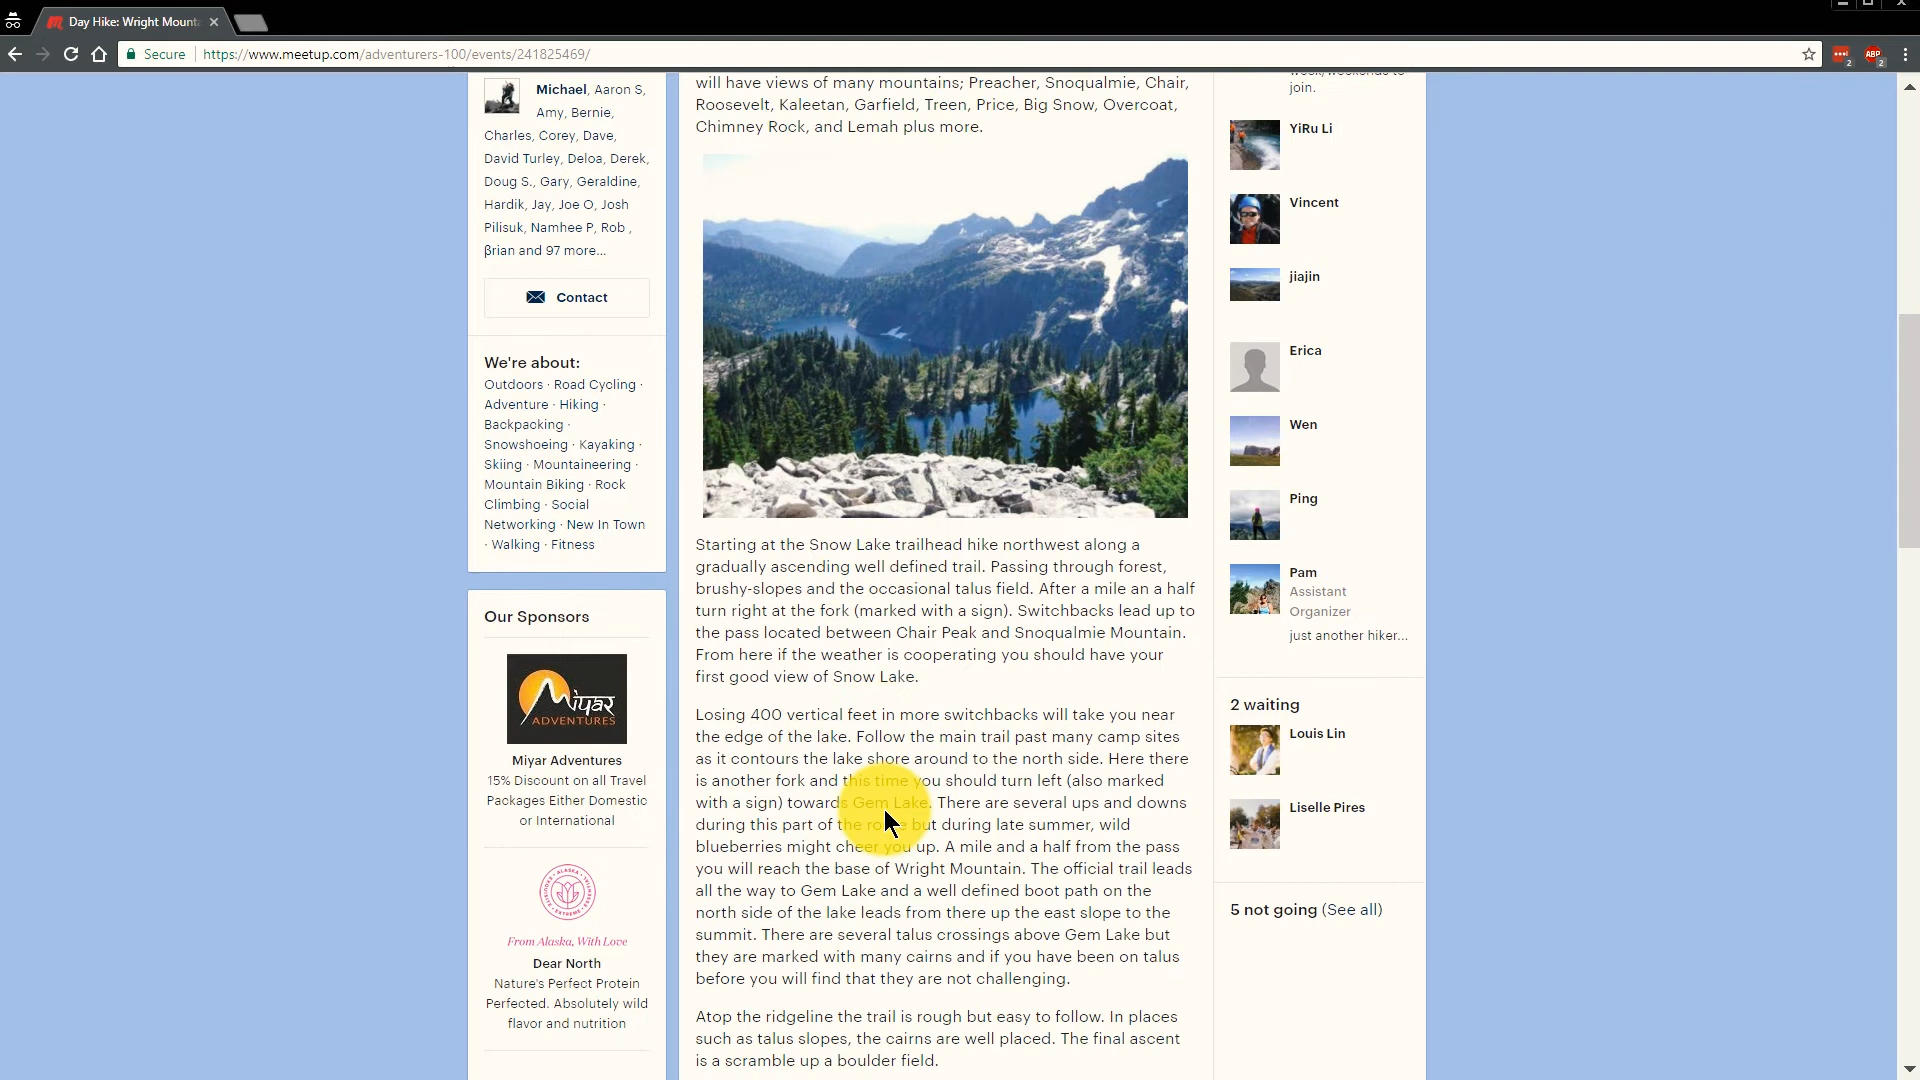 Day Hike: Wright Mount
Secure
https://www.meetup.com/adventurers-100/events/241825469/
2
ABP
2
Michael, Aaron S,
Amy, Bernie,
Charles, Corey, Dave,
David Turley, Deloa, Derek,
Doug S., Gary, Geraldine,
Hardik, Jay, Joe O, Josh
Pilisuk, Namhee P, Rob ,
βrian and 97 more...
Contact
We're about:
Outdoors · Road Cycling ·
Adventure · Hiking ·
Backpacking ·
Snowshoeing · Kayaking ·
Skiing · Mountaineering ·
Mountain Biking · Rock
Climbing · Social
Networking · New In Town
· Walking · Fitness
Our Sponsors
Miyar
ADVENTURES
Miyar Adventures
15% Discount on all Travel
Packages Either Domestic
or International
From Alaska, With Love
Dear North
Nature's Perfect Protein
Perfected. Absolutely wild
flavor and nutrition
will have views of many mountains; Preacher, Snoqualmie, Chair,
Roosevelt, Kaleetan, Garfield, Treen, Price, Big Snow, Overcoat,
Chimney Rock, and Lemah plus more.
Starting at the Snow Lake trailhead hike northwest along a
gradually ascending well defined trail. Passing through forest,
brushy-slopes and the occasional talus field. After a mile an a half
turn right at the fork (marked with a sign). Switchbacks lead up to
the pass located between Chair Peak and Snoqualmie Mountain.
From here if the weather is cooperating you should have your
first good view of Snow Lake.
Losing 400 vertical feet in more switchbacks will take you near
the edge of the lake. Follow the main trail past many camp sites
as it contours the lake shore around to the north side. Here there
is another fork and this time you should turn left (also marked
with a sign) towards Gem Lake. There are several ups and downs
during this part of the route but during late summer, wild
blueberries might cheer you up. A mile and a half from the pass
you will reach the base of Wright Mountain. The official trail leads
all the way to Gem Lake and a well defined boot path on the
north side of the lake leads from there up the east slope to the
summit. There are several talus crossings above Gem Lake but
they are marked with many cairns and if you have been on talus
before you will find that they are not challenging.
Atop the ridgeline the trail is rough but easy to follow. In places
such as talus slopes, the cairns are well placed. The final ascent
is a scramble up a boulder field.
week/weekends to
join.
YiRu Li
Vincent
jiajin
Erica
Wen
Ping
Pam
Assistant
Organizer
just another hiker...
2 waiting
Louis Lin
Liselle Pires
5 not going (See all)